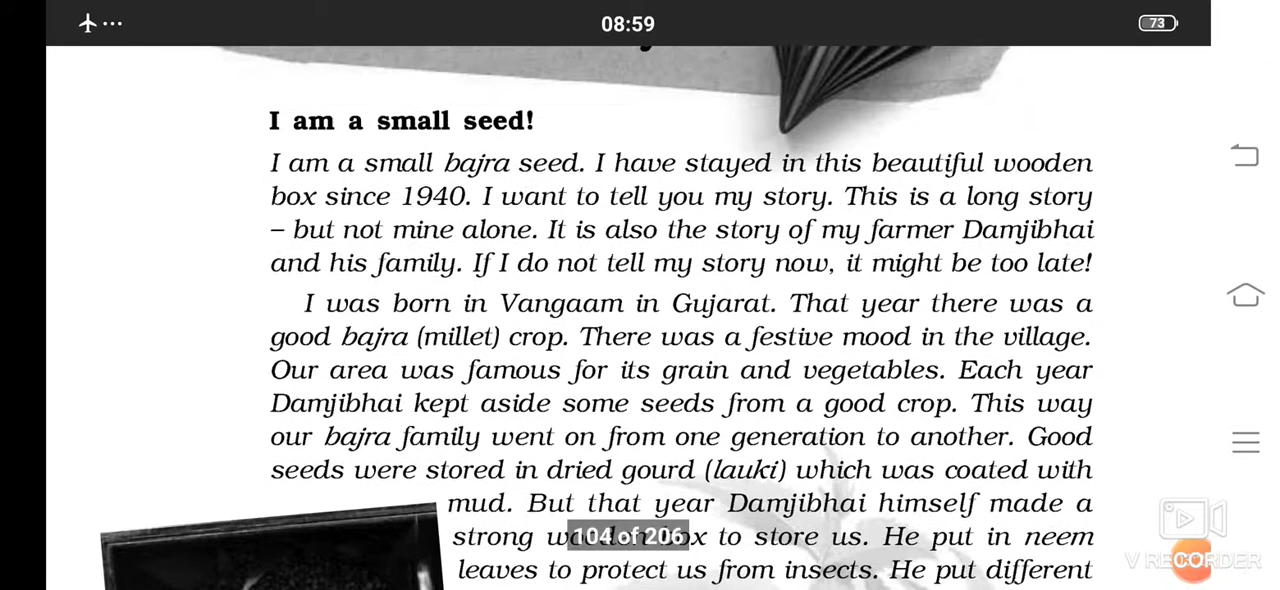 08:59
73
I am a small seed!
I am a small bajra seed. I have stayed in this beautiful wooden
box since 1940. I want to tell you my story. This is a long story
– but not mine alone. It is also the story of my farmer Damjibhai
and his family. If I do not tell my story now, it might be too late!
I was born in Vangaam in Gujarat. That year there was a
good bajra (millet) crop. There was a festive mood in the village.
Our area was famous for its grain and vegetables. Each year
Damjibhai kept aside some seeds from a good crop. This way
our bajra family went on from one generation to another. Good
seeds were stored in dried gourd (lauki) which was coated with
mud. But that year Damjibhai himself made a
strong box to store us. He put in neem
104 of 206
leaves to protect us from insects. He put different
V RECORDER